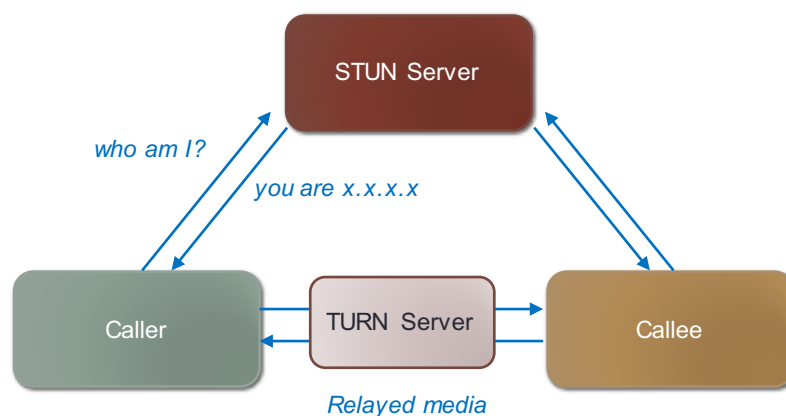 STUN Server
who am I?
you are x.x.x.x
Caller
TURN Server
Callee
Relayed media